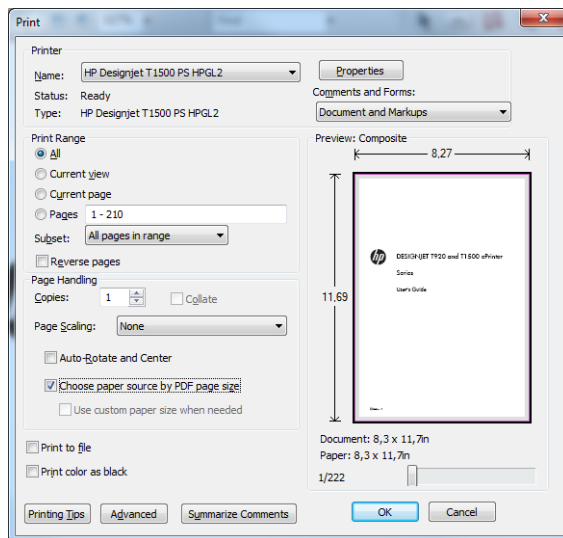 Print
Printer
Name: HP Designjet T1500 PS HPGL2
Properties
Status: Ready
Comments and Forms:
Type: HP Designjet T1500 PS HPGL2
Document and Markups
Print Range
All
Current view
Current page
Pages 1 - 210
Subset: All pages in range
Reverse pages
Page Handling
Copies: 1 Collate
Page Scaling: None
Auto-Rotate and Center
Choose paper source by PDF page size
Use custom paper size when needed
Print to file
Print color as black
Preview: Composite
8,27
11,69
hp
DESIGNJET T920 and T1500 ePrinter
Series
User's Guide
Document: 8,3 x 11,7in
Paper: 8,3 x 11,7in
1/222
Printing Tips
Advanced
Summarize Comments
OK
Cancel